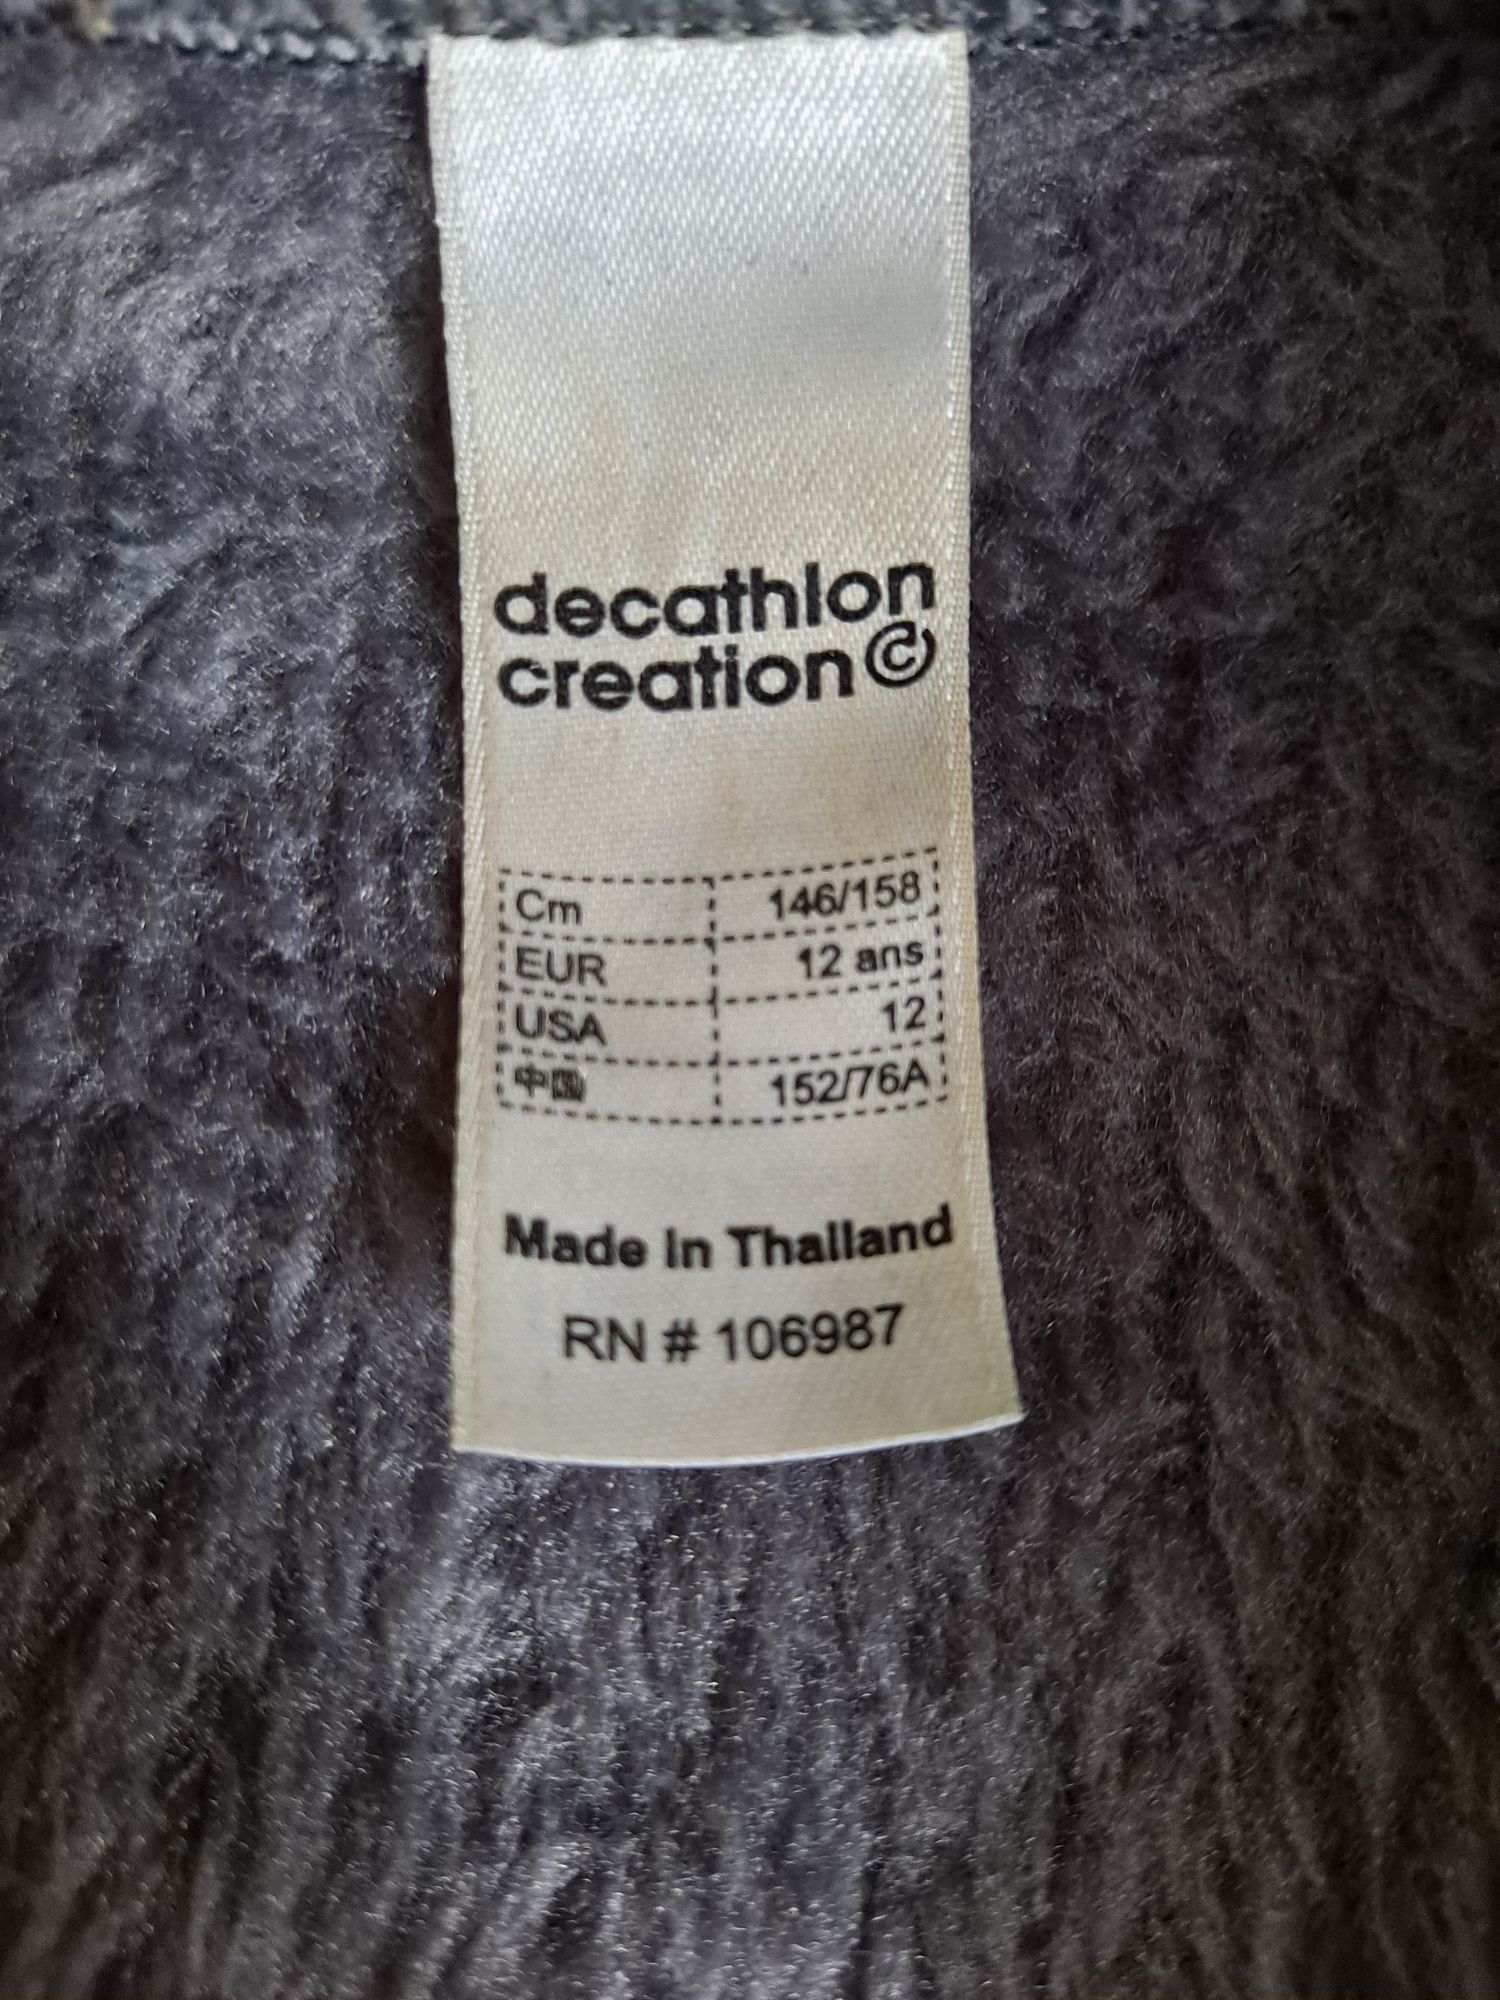 decathlon
creation©
Cm 146/158
EUR 12 ans
USA 12
中国 152/76A
Made In Thailand
RN # 106987